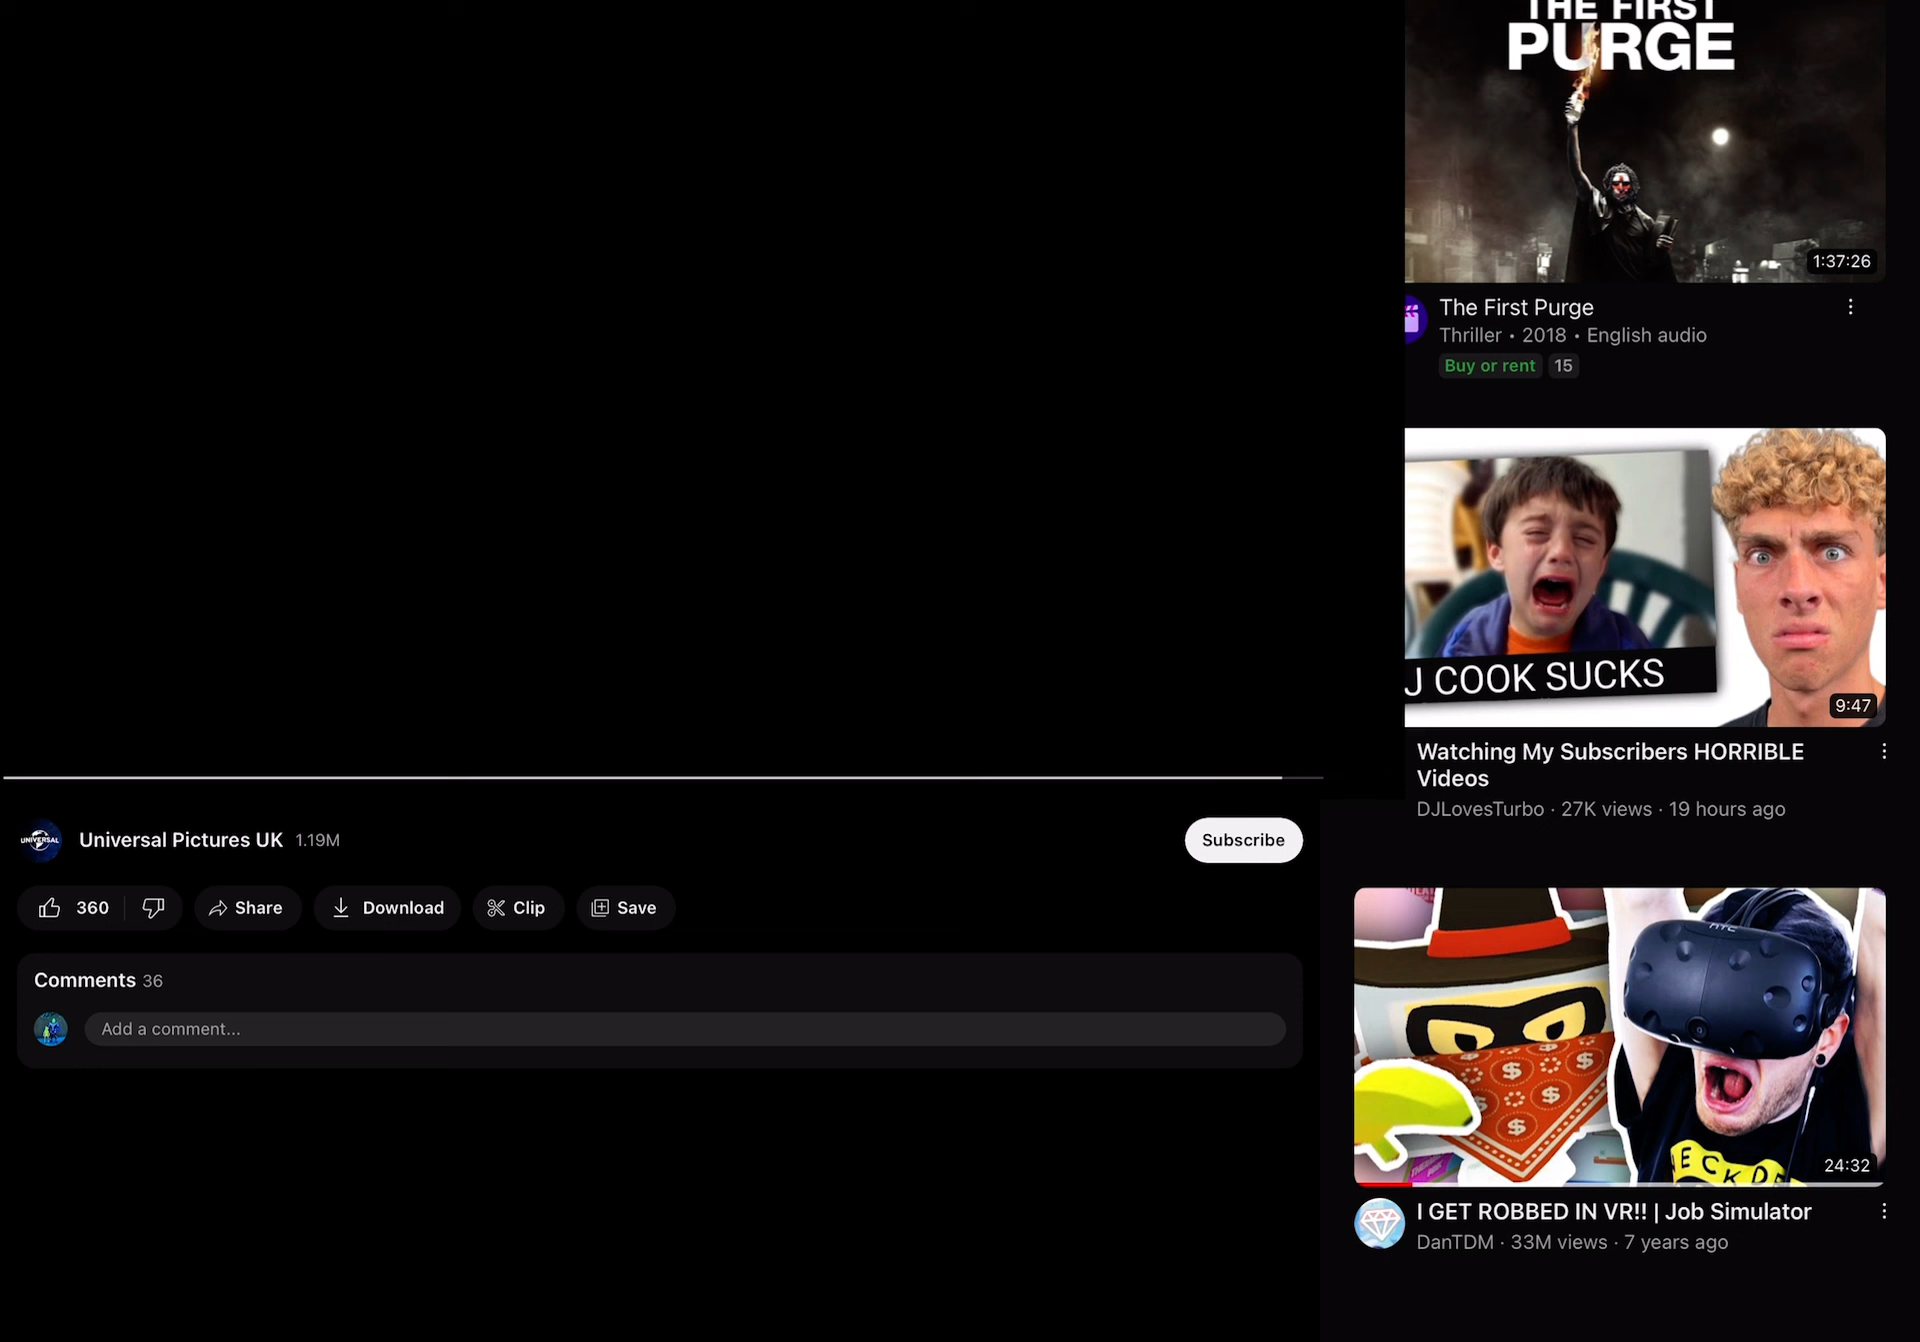 THE FIRST
PURGE
1:37:26
The First Purge
Thriller • 2018 • English audio
Buy or rent 15
J COOK SUCKS
9:47
Watching My Subscribers HORRIBLE
Videos
DJLovesTurbo · 27K views · 19 hours ago
UNIVERSAL
Universal Pictures UK 1.19M
Subscribe
360
Share
Download
Clip
Save
Comments 36
Add a comment...
24:32
I GET ROBBED IN VR!! | Job Simulator
DanTDM · 33M views · 7 years ago